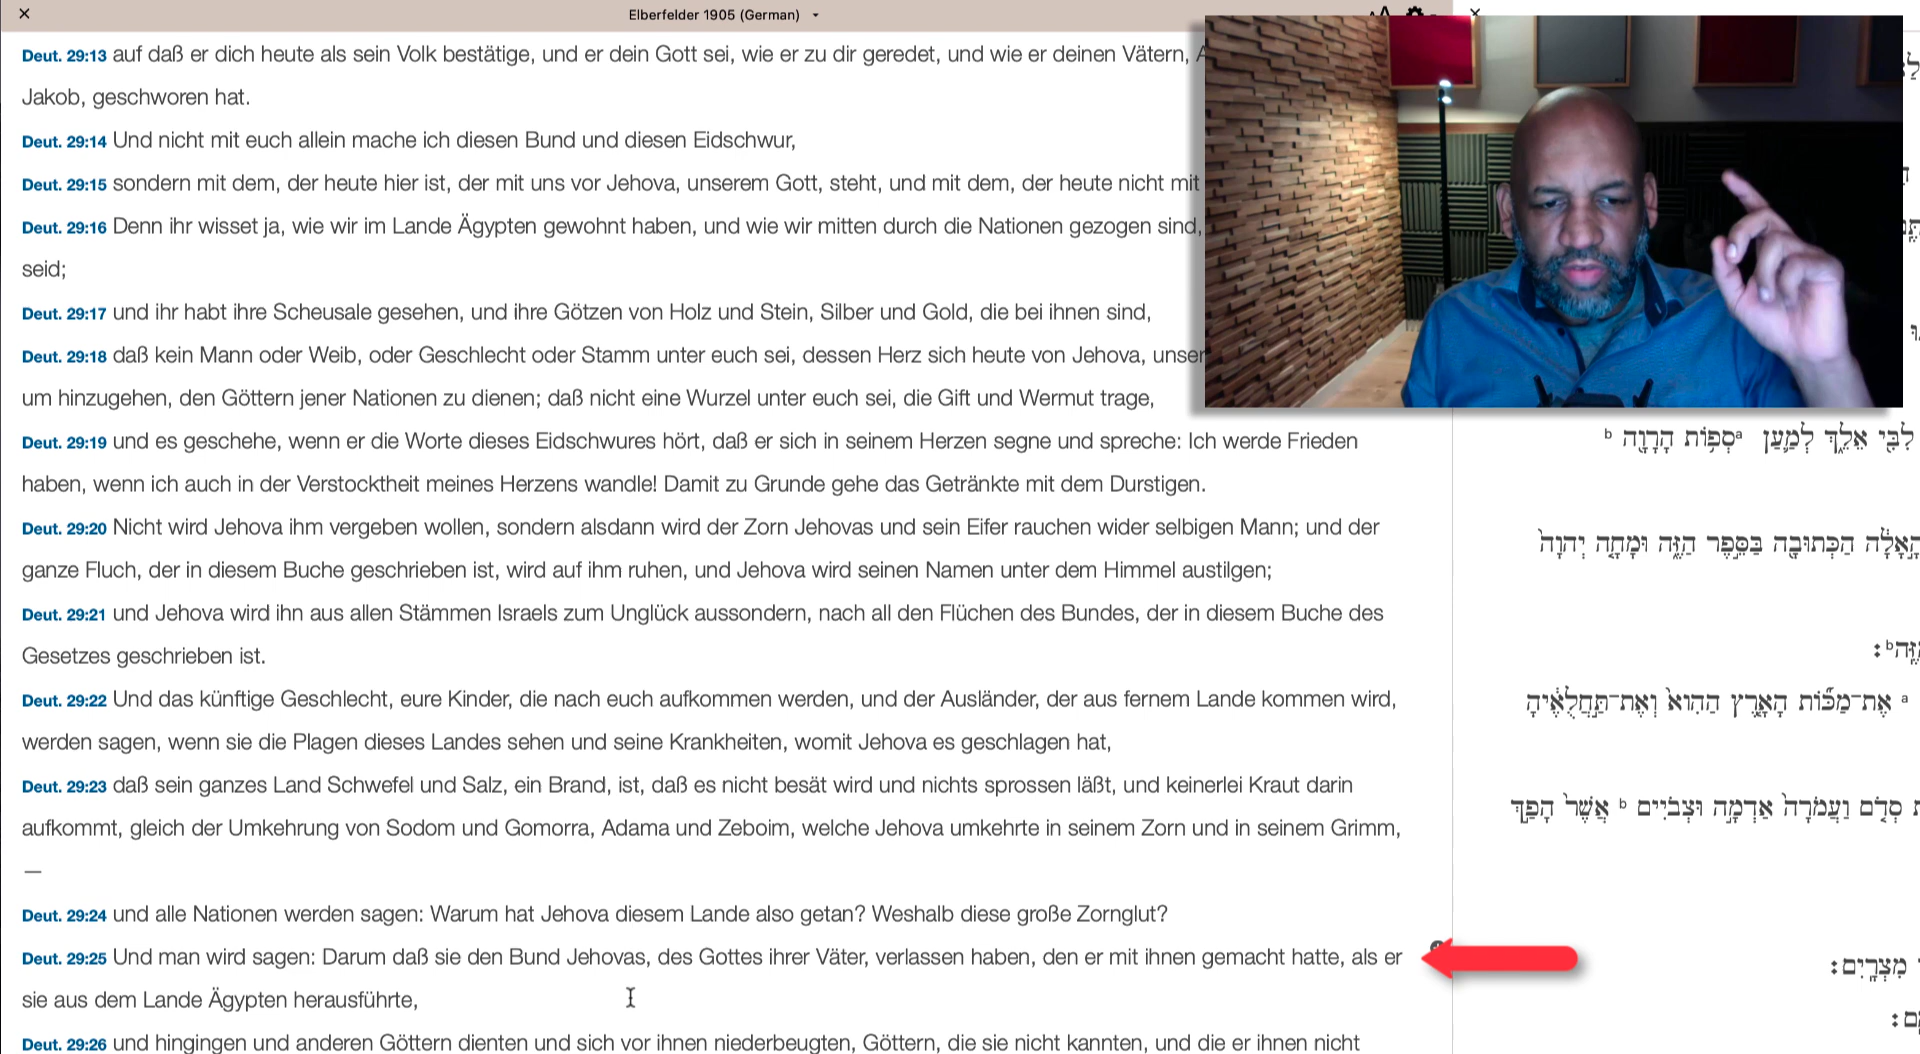 Elberfelder 1905 (German)
Deut. 29:13 auf daß er dich heute als sein Volk bestätige, und er dein Gott sei, wie er zu dir geredet, und wie er deinen Vätern,
Jakob, geschworen hat.
Deut. 29:14 Und nicht mit euch allein mache ich diesen Bund und diesen Eidschwur,
Deut. 29:15 sondern mit dem, der heute hier ist, der mit uns vor Jehova, unserem Gott, steht, und mit dem, der heute nicht mit
Deut. 29:16 Denn ihr wisset ja, wie wir im Lande Ägypten gewohnt haben, und wie wir mitten durch die Nationen gezogen sind,
seid;
Deut. 29:17 und ihr habt ihre Scheusale gesehen, und ihre Götzen von Holz und Stein, Silber und Gold, die bei ihnen sind,
Deut. 29:18 daß kein Mann oder Weib, oder Geschlecht oder Stamm unter euch sei, dessen Herz sich heute von Jehova, unser
um hinzugehen, den Göttern jener Nationen zu dienen; daß nicht eine Wurzel unter euch sei, die Gift und Wermut trage,
Deut. 29:19 und es geschehe, wenn er die Worte dieses Eidschwures hört, daß er sich in seinem Herzen segne und spreche: Ich werde Frieden
haben, wenn ich auch in der Verstocktheit meines Herzens wandle! Damit zu Grunde gehe das Getränkte mit dem Durstigen.
Deut. 29:20 Nicht wird Jehova ihm vergeben wollen, sondern alsdann wird der Zorn Jehovas und sein Eifer rauchen wider selbigen Mann; und der
ganze Fluch, der in diesem Buche geschrieben ist, wird auf ihm ruhen, und Jehova wird seinen Namen unter dem Himmel austilgen;
Deut. 29:21 und Jehova wird ihn aus allen Stämmen Israels zum Unglück aussondern, nach all den Flüchen des Bundes, der in diesem Buche des
Gesetzes geschrieben ist.
Deut. 29:22 Und das künftige Geschlecht, eure Kinder, die nach euch aufkommen werden, und der Ausländer, der aus fernem Lande kommen wird,
werden sagen, wenn sie die Plagen dieses Landes sehen und seine Krankheiten, womit Jehova es geschlagen hat,
Deut. 29:23 daß sein ganzes Land Schwefel und Salz, ein Brand, ist, daß es nicht besät wird und nichts sprossen läßt, und keinerlei Kraut darin
aufkommt, gleich der Umkehrung von Sodom und Gomorra, Adama und Zeboim, welche Jehova umkehrte in seinem Zorn und in seinem Grimm,
—
Deut. 29:24 und alle Nationen werden sagen: Warum hat Jehova diesem Lande also getan? Weshalb diese große Zornglut?
Deut. 29:25 Und man wird sagen: Darum daß sie den Bund Jehovas, des Gottes ihrer Väter, verlassen haben, den er mit ihnen gemacht hatte, als er
sie aus dem Lande Ägypten herausführte,
Deut. 29:26 und hingingen und anderen Göttern dienten und sich vor ihnen niederbeugten, Göttern, die sie nicht kannten, und die er ihnen nicht
לִבִּ֖י אֵלֵ֑ךְ לְמַ֛עַן ᵃסְפ֥וֹת הָרָוָ֖ה ᵇ
הָאָלָ֔ה הַכְּתוּבָ֖ה בַּסֵּ֣פֶר הַזֶּ֑ה וּמָחָ֤ה יְהוָה֙
ᵃ אֶת־מַכּ֞וֹת הָאָ֤רֶץ הַהִוא֙ וְאֶת־תַּ֣חֲלֻאֶ֔יהָ
סְדֹ֤ם וַעֲמֹרָה֙ אַדְמָ֣ה וּצְבֹיִ֔ים ᵇ אֲשֶׁר֙ הָפַ֣ךְ
מִצְרָֽיִם׃